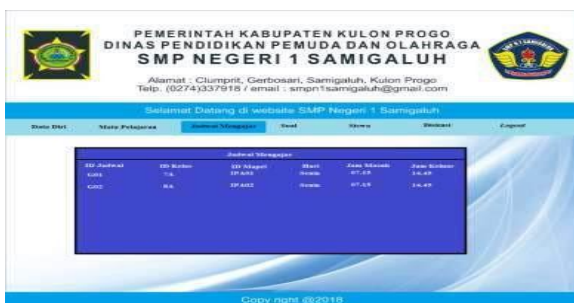 PEMERINTAH KABUPATEN KULON PROGO
DINAS PENDIDIKAN PEMUDA DAN OLAHRAGA
SMP NEGERI 1 SAMIGALUH
Alamat : Clumprit, Gerbosari, Samigaluh, Kulon Progo
Telp. (0274)337918 / email : smpn1samigaluh@gmail.com
Selamat Datang di website SMP Negeri 1 Samigaluh
Data Diri Mata Pelajaran Jadwal Mengajar Soal Siswa Logout
Jadwal Mengajar
ID Jadwal ID Kelas ID Mapel Hari Jam Masuk Jam Keluar
G01 7A IPA01 Senin 07.15 14.45
G02 8A IPA02 Senin 07.15 14.45
Copy right @2018